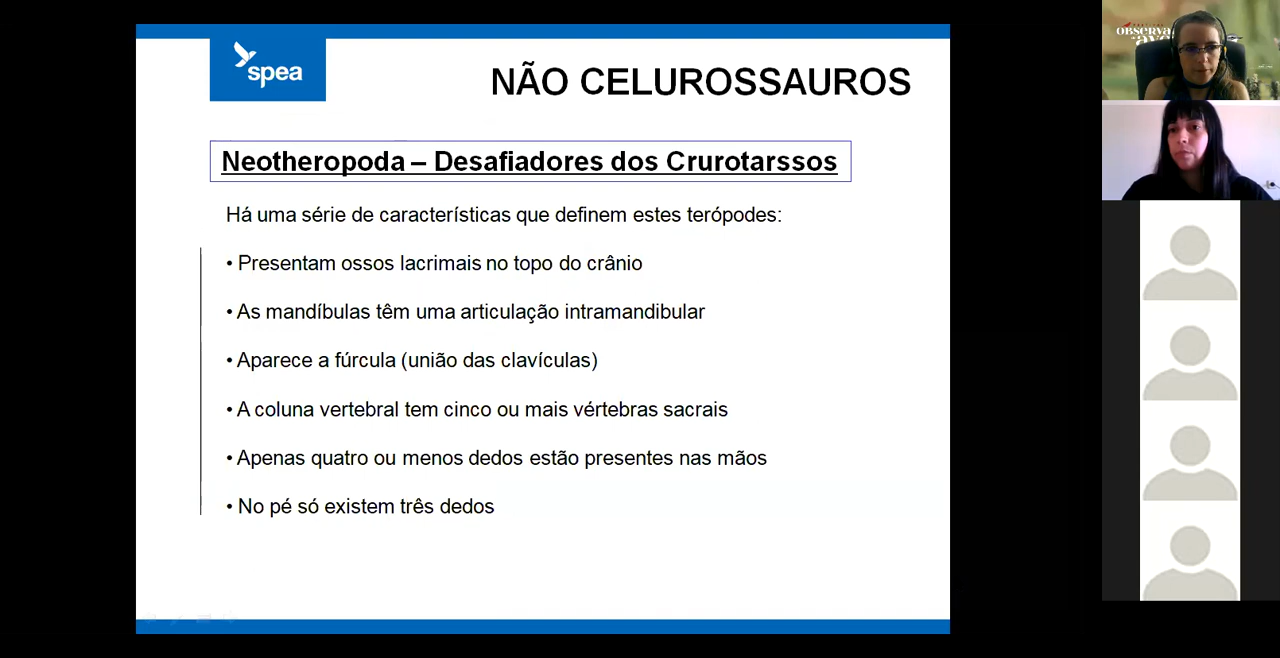 spea
NÃO CELUROSSAUROS
Neotheropoda – Desafiadores dos Crurotarssos
Há uma série de características que definem estes terópodes:
• Presentam ossos lacrimais no topo do crânio
• As mandíbulas têm uma articulação intramandibular
• Aparece a fúrcula (união das clavículas)
• A coluna vertebral tem cinco ou mais vértebras sacrais
• Apenas quatro ou menos dedos estão presentes nas mãos
• No pé só existem três dedos